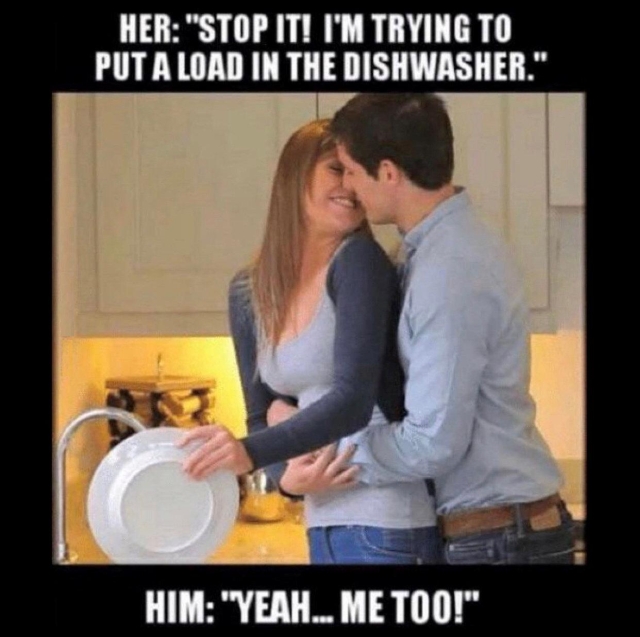 HER: "STOP IT! I'M TRYING TO
PUT A LOAD IN THE DISHWASHER."
HIM: "YEAH... ME TOO!"